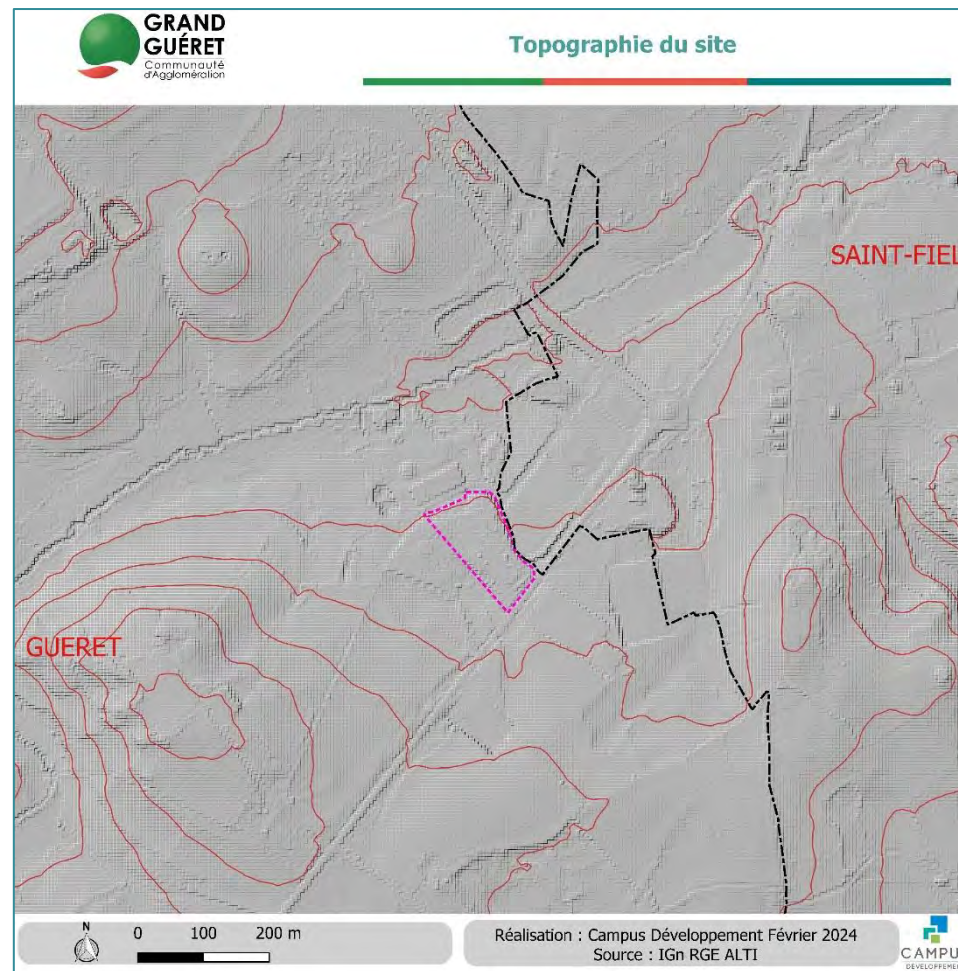 GRAND
GUÉRET
Communauté
d'Agglomération
Topographie du site
SAINT-FIEL
GUERET
N
0 100 200 m
Réalisation : Campus Développement Février 2024
Source : IGn RGE ALTI
CAMPU
DÉVELOPPEMEN